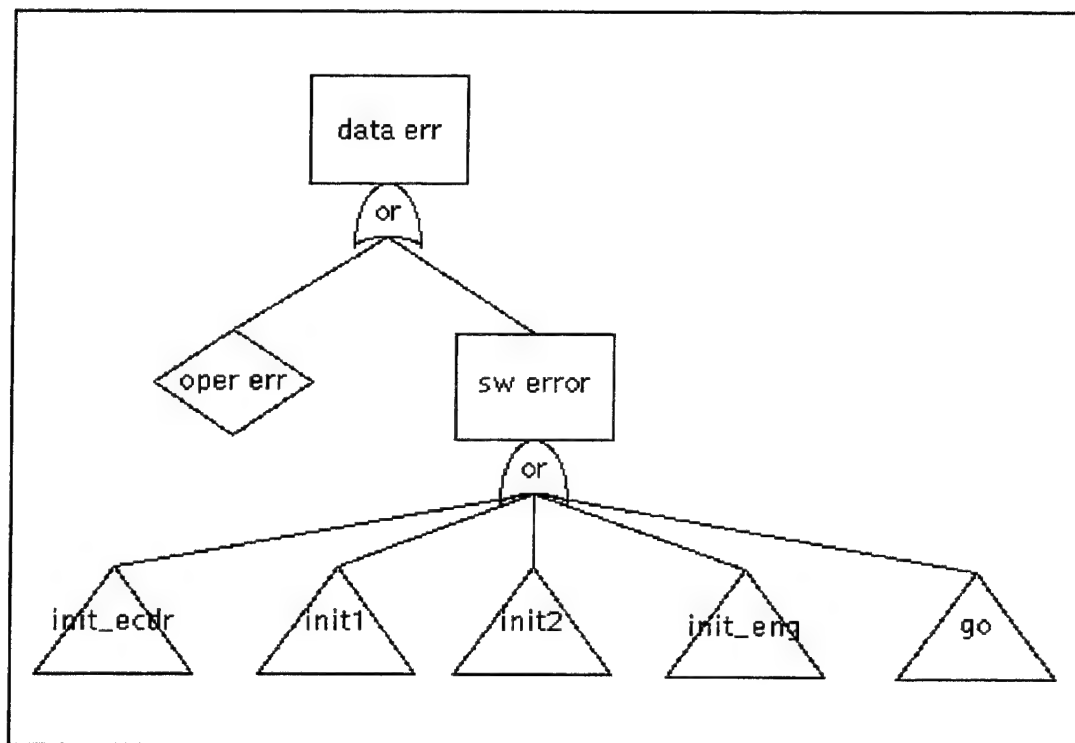 data err
or
oper err
sw error
or
init_ecdr
init1
init2
init_eng
go